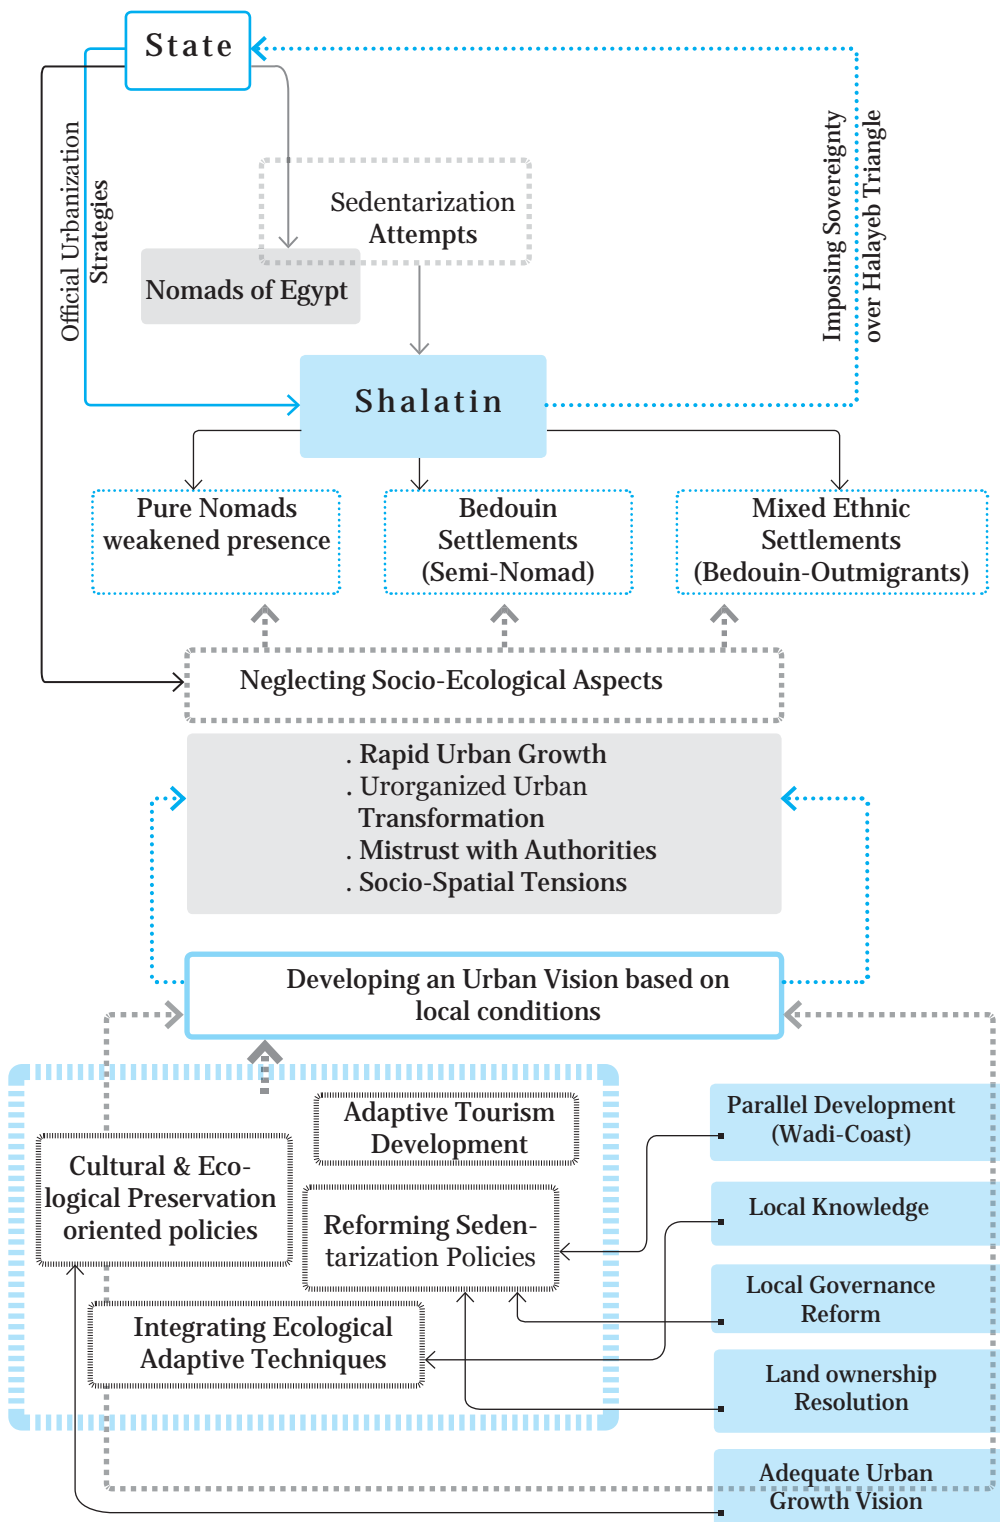 State
Official Urbanization
Strategies
Imposing Sovereignty
over Halayeb Triangle
Sedentarization
Attempts
Nomads of Egypt
Shalatin
Pure Nomads
weakened presence
Bedouin
Settlements
(Semi-Nomad)
Mixed Ethnic
Settlements
(Bedouin-Outmigrants)
Neglecting Socio-Ecological Aspects
. Rapid Urban Growth
. Urorganized Urban
Transformation
. Mistrust with Authorities
. Socio-Spatial Tensions
Developing an Urban Vision based on
local conditions
Adaptive Tourism
Development
Cultural & Eco-
logical Preservation
oriented policies
Reforming Seden-
tarization Policies
Integrating Ecological
Adaptive Techniques
Parallel Development
(Wadi-Coast)
Local Knowledge
Local Governance
Reform
Land ownership
Resolution
Adequate Urban
Growth Vision